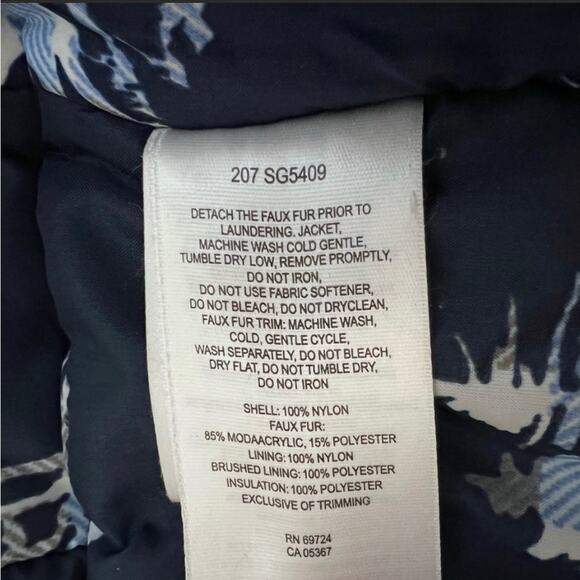 207 SG5409
DETACH THE FAUX FUR PRIOR TO
LAUNDERING. JACKET,
MACHINE WASH COLD GENTLE,
TUMBLE DRY LOW, REMOVE PROMPTLY,
DO NOT IRON,
DO NOT USE FABRIC SOFTENER,
DO NOT BLEACH, DO NOT DRYCLEAN,
FAUX FUR TRIM: MACHINE WASH,
COLD, GENTLE CYCLE,
WASH SEPARATELY, DO NOT BLEACH,
DRY FLAT, DO NOT TUMBLE DRY,
DO NOT IRON
SHELL: 100% NYLON
FAUX FUR:
85% MODAACRYLIC, 15% POLYESTER
LINING: 100% NYLON
BRUSHED LINING: 100% POLYESTER
INSULATION: 100% POLYESTER
EXCLUSIVE OF TRIMMING
RN 69724
CA 05367